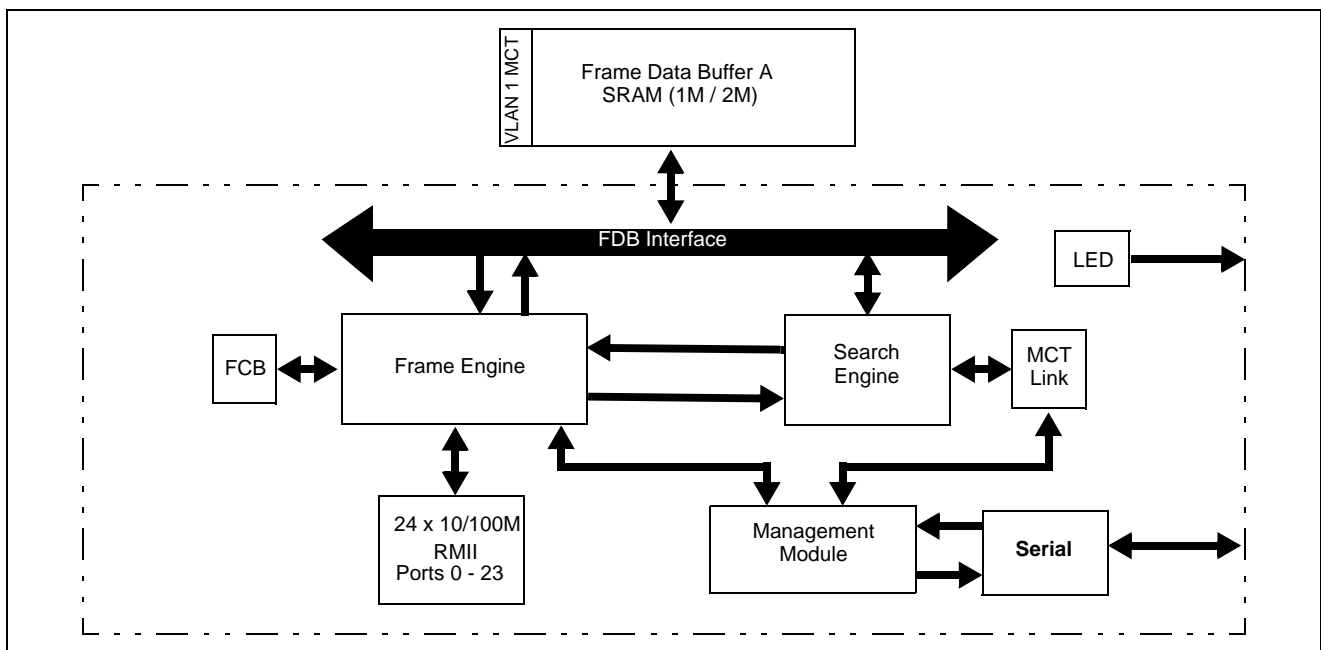 VLAN 1 MCT
Frame Data Buffer A
SRAM (1M / 2M)
FDB Interface
LED
FCB
Frame Engine
Search
Engine
MCT
Link
24 x 10/100M
RMII
Ports 0 - 23
Management
Module
Serial